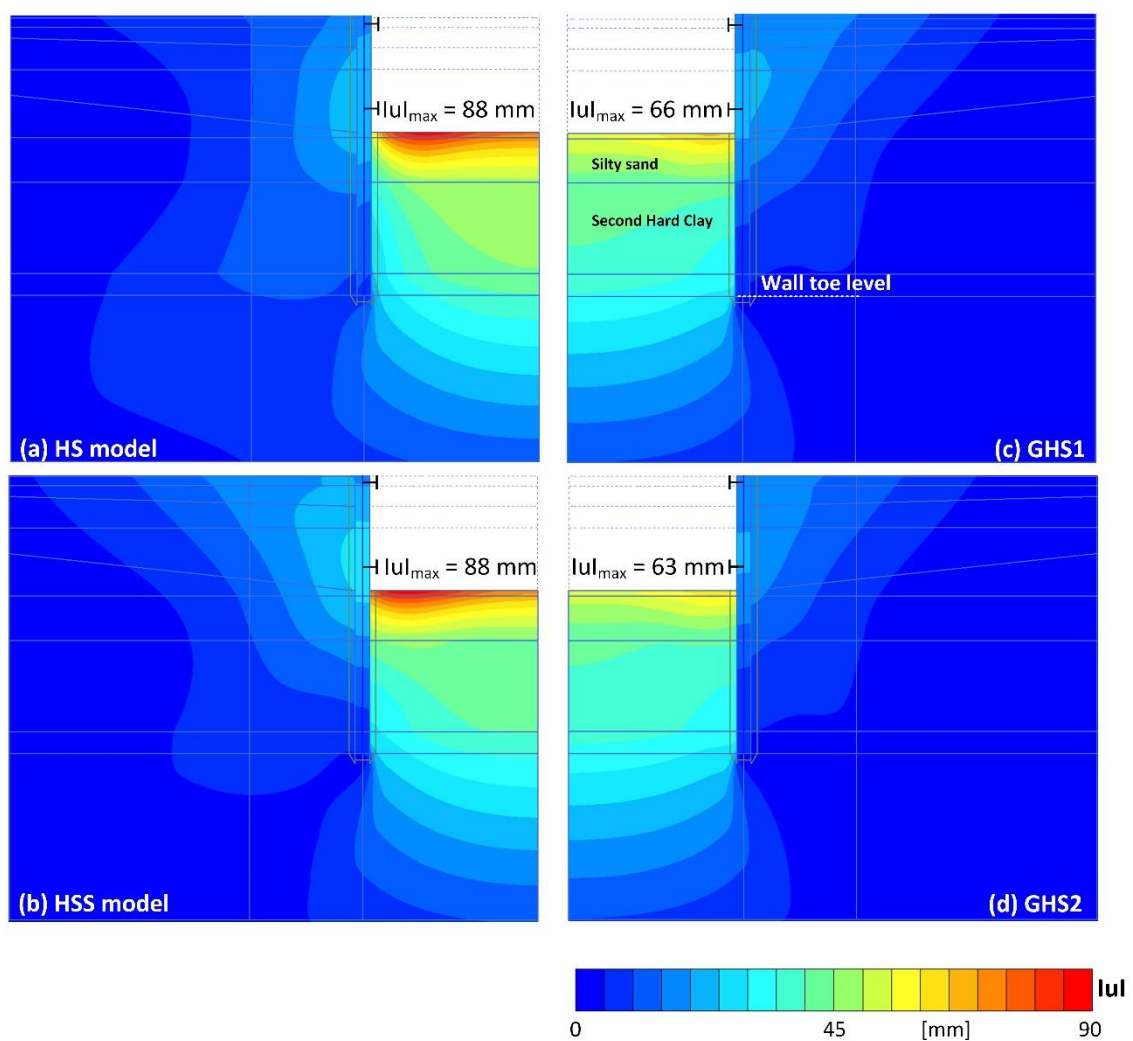 |u|max = 88 mm
|u|max = 66 mm
Silty sand
Second Hard Clay
Wall toe level
(a) HS model
(c) GHS1
|u|max = 88 mm
|u|max = 63 mm
(b) HSS model
(d) GHS2
|u|
0 45 [mm] 90